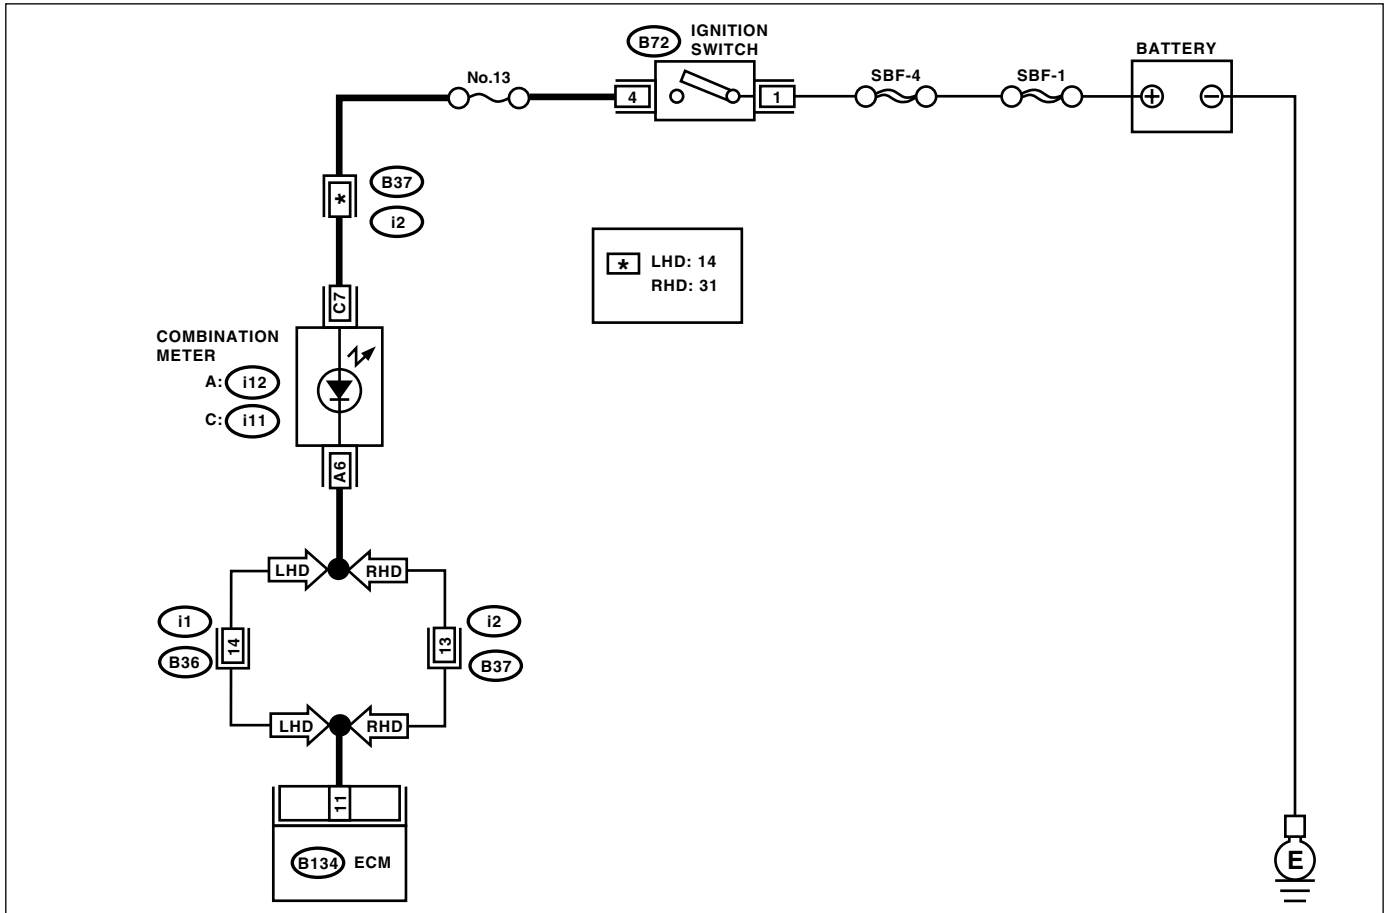 B72
IGNITION
SWITCH
BATTERY
No.13
4
1
SBF-4
SBF-1
+
−
*
B37
i2
* LHD: 14
RHD: 31
C7
COMBINATION
METER
A: i12
C: i11
A6
LHD
RHD
i1
14
B36
13
i2
B37
LHD
RHD
11
B134 ECM
E